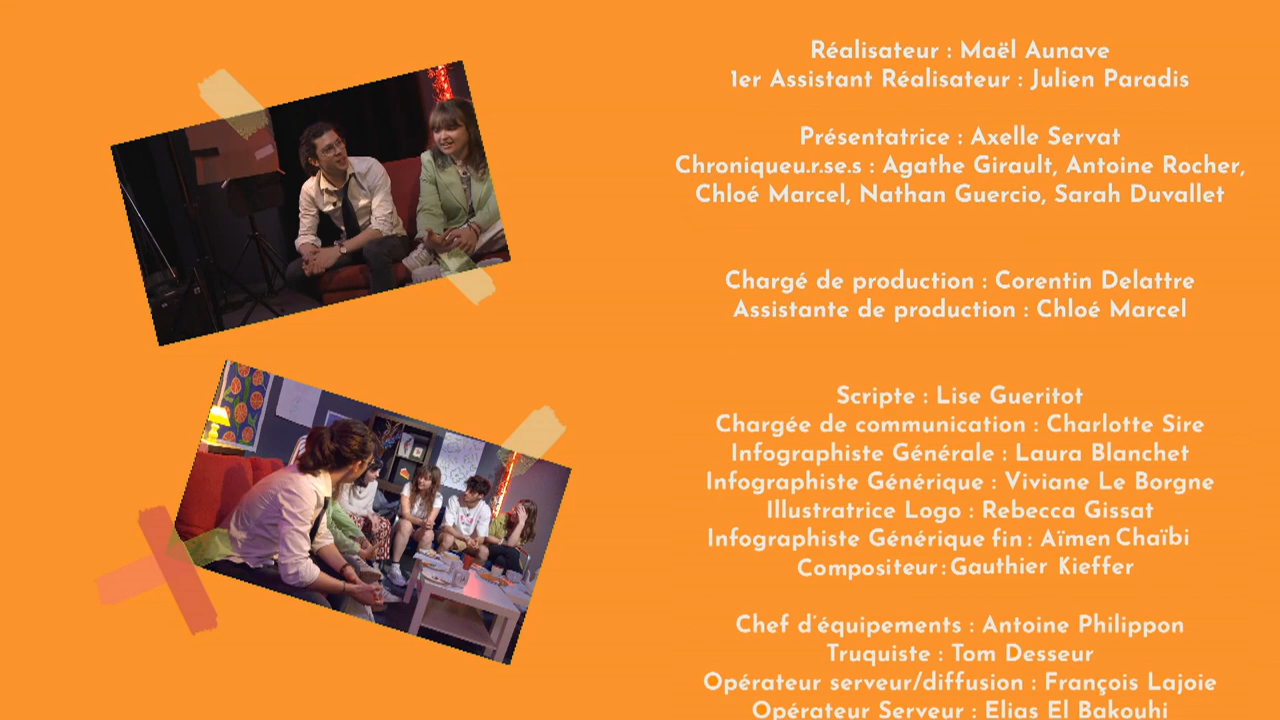 Réalisateur : Maël Aunave
1er Assistant Réalisateur : Julien Paradis
Présentatrice : Axelle Servat
Chroniqueu.r.se.s : Agathe Girault, Antoine Rocher,
Chloé Marcel, Nathan Guercio, Sarah Duvallet
Chargé de production : Corentin Delattre
Assistante de production : Chloé Marcel
Scripte : Lise Gueritot
Chargée de communication : Charlotte Sire
Infographiste Générale : Laura Blanchet
Infographiste Générique : Viviane Le Borgne
Illustratrice Logo : Rebecca Gissat
Infographiste Générique fin : Aïmen Chaïbi
Compositeur : Gauthier Kieffer
Chef d'équipements : Antoine Philippon
Truquiste : Tom Desseur
Opérateur serveur/diffusion : François Lajoie
Opérateur Serveur : Elias El Bakouhi